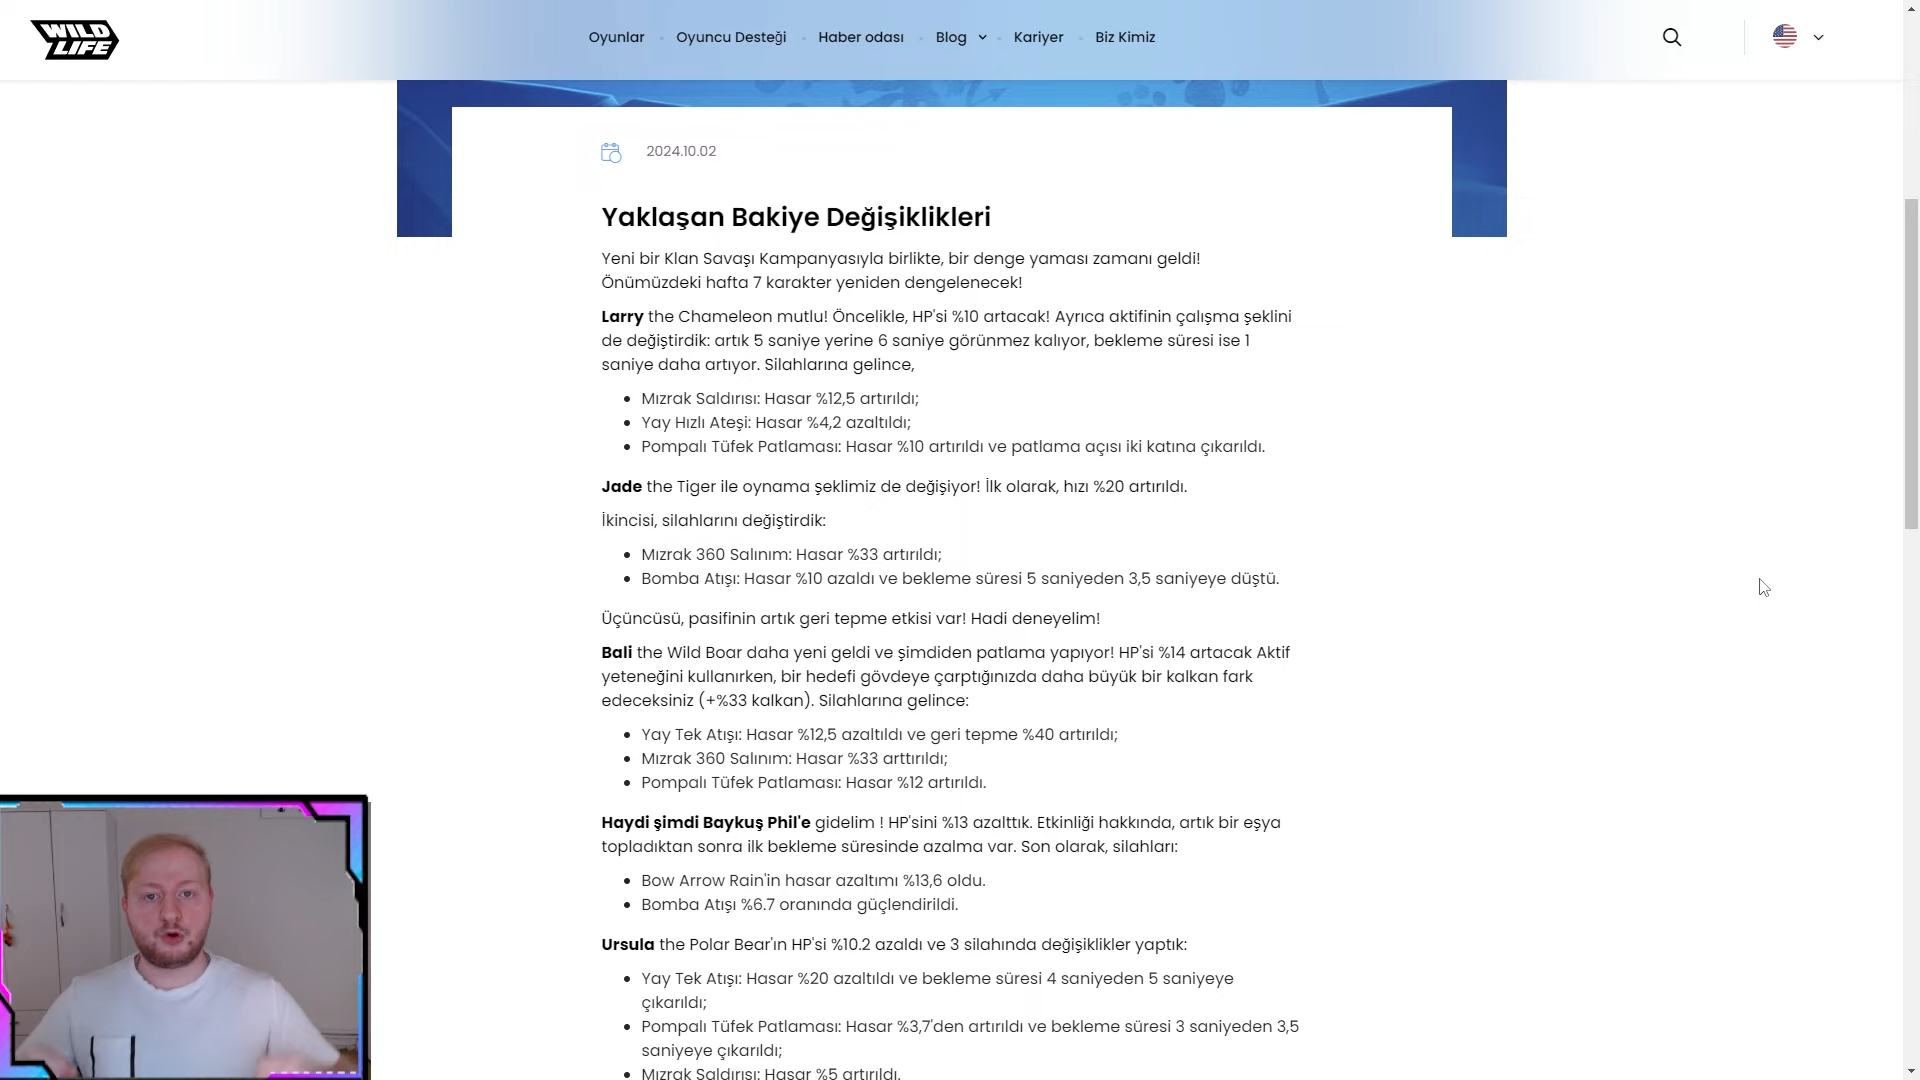 WILD LIFE
Oyunlar
Oyuncu Desteği
Haber odası
Blog
Kariyer
Biz Kimiz
2024.10.02
Yaklaşan Bakiye Değişiklikleri
Yeni bir Klan Savaşı Kampanyasıyla birlikte, bir denge yaması zamanı geldi!
Önümüzdeki hafta 7 karakter yeniden dengelenecek!
Larry the Chameleon mutlu! Öncelikle, HP'si %10 artacak! Ayrıca aktifinin çalışma şeklini
de değiştirdik: artık 5 saniye yerine 6 saniye görünmez kalıyor, bekleme süresi ise 1
saniye daha artıyor. Silahlarına gelince,
• Mızrak Saldırısı: Hasar %12,5 artırıldı;
• Yay Hızlı Ateşi: Hasar %4,2 azaltıldı;
• Pompalı Tüfek Patlaması: Hasar %10 artırıldı ve patlama açısı iki katına çıkarıldı.
Jade the Tiger ile oynama şeklimiz de değişiyor! İlk olarak, hızı %20 artırıldı.
İkincisi, silahlarını değiştirdik:
• Mızrak 360 Salınım: Hasar %33 artırıldı;
• Bomba Atışı: Hasar %10 azaldı ve bekleme süresi 5 saniyeden 3,5 saniyeye düştü.
Üçüncüsü, pasifinin artık geri tepme etkisi var! Hadi deneyelim!
Bali the Wild Boar daha yeni geldi ve şimdiden patlama yapıyor! HP'si %14 artacak Aktif
yeteneğini kullanırken, bir hedefi gövdeye çarptığınızda daha büyük bir kalkan fark
edeceksiniz (+%33 kalkan). Silahlarına gelince:
• Yay Tek Atışı: Hasar %12,5 azaltıldı ve geri tepme %40 artırıldı;
• Mızrak 360 Salınım: Hasar %33 arttırıldı;
• Pompalı Tüfek Patlaması: Hasar %12 artırıldı.
Haydi şimdi Baykuş Phil'e gidelim ! HP'sini %13 azalttık. Etkinliği hakkında, artık bir eşya
topladıktan sonra ilk bekleme süresinde azalma var. Son olarak, silahları:
• Bow Arrow Rain'in hasar azaltımı %13,6 oldu.
• Bomba Atışı %6.7 oranında güçlendirildi.
Ursula the Polar Bear'ın HP'si %10.2 azaldı ve 3 silahında değişiklikler yaptık:
• Yay Tek Atışı: Hasar %20 azaltıldı ve bekleme süresi 4 saniyeden 5 saniyeye
çıkarıldı;
• Pompalı Tüfek Patlaması: Hasar %3,7'den artırıldı ve bekleme süresi 3 saniyeden 3,5
saniyeye çıkarıldı;
• Mızrak Saldırısı: Hasar %5 artırıldı.